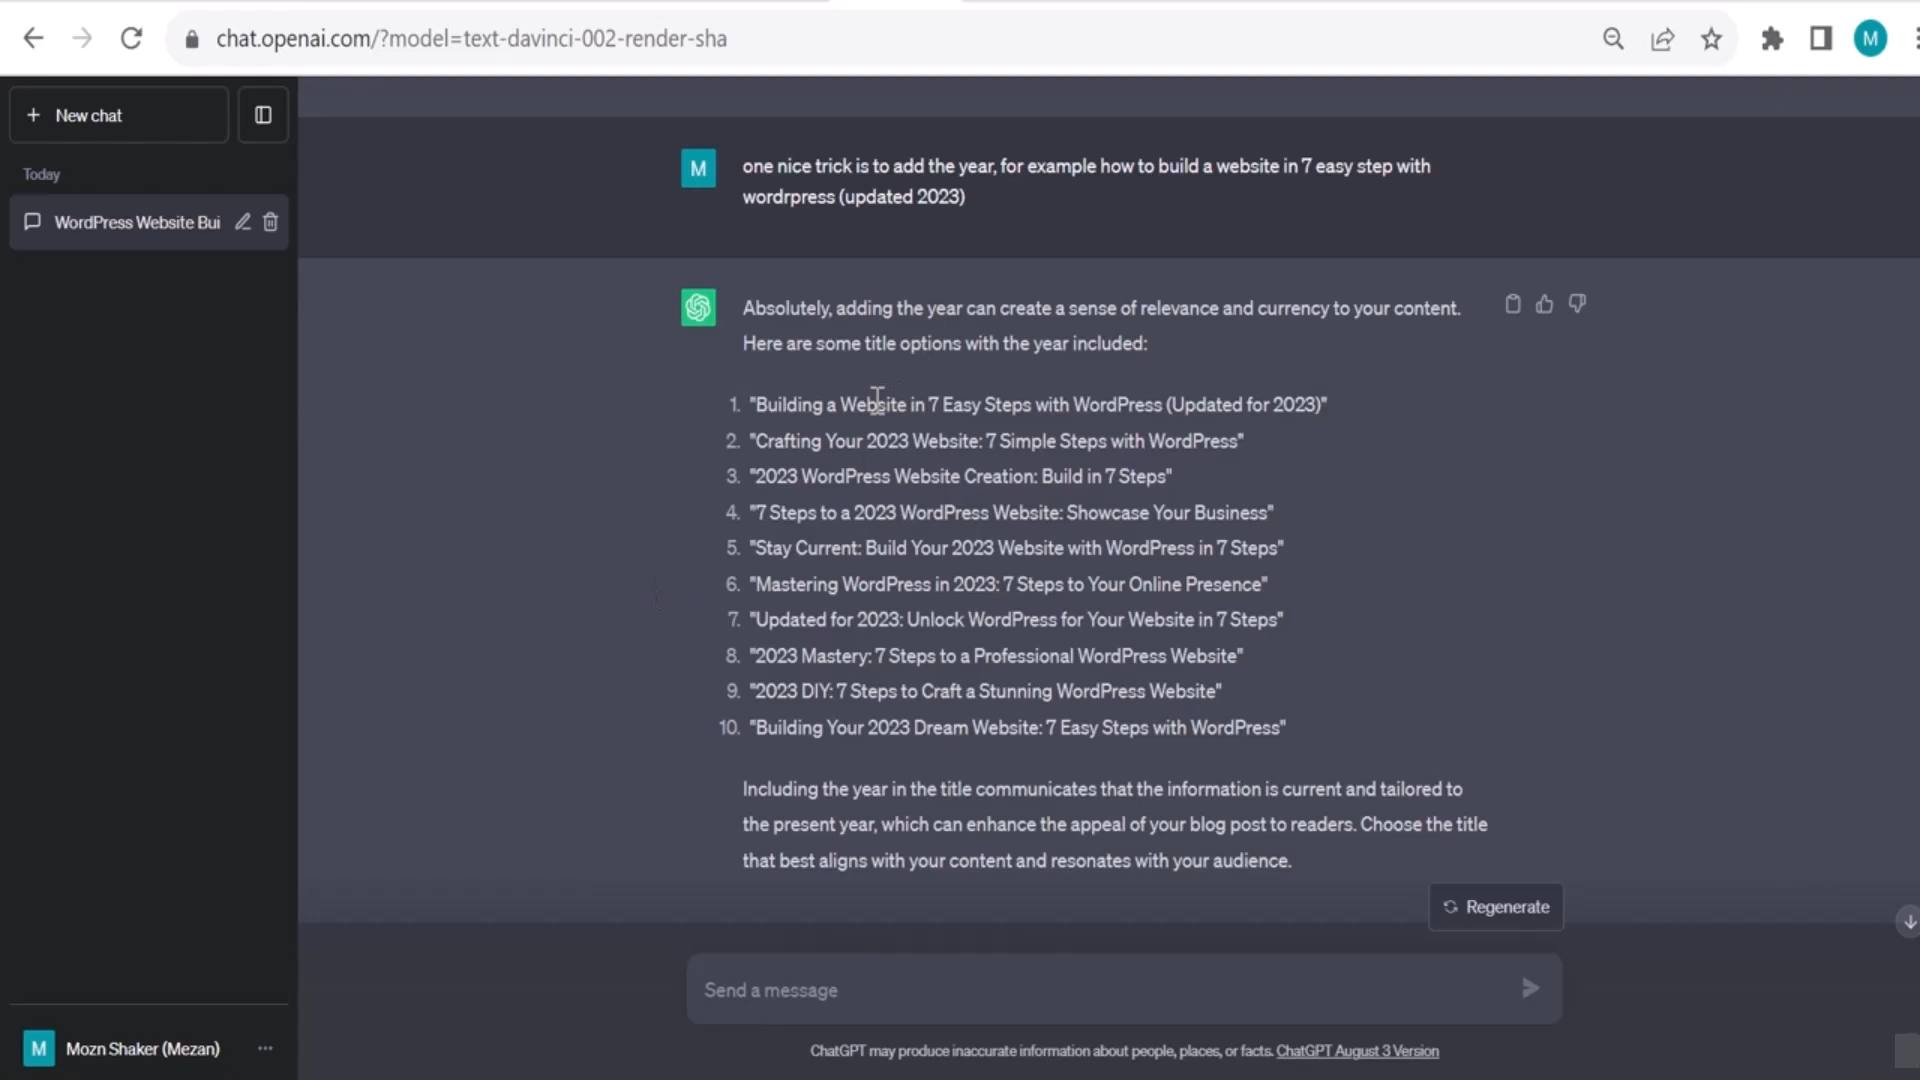 chat.openai.com/?model=text-davinci-002-render-sha
M
+ New chat
Today
WordPress Website Bui
M
one nice trick is to add the year, for example how to build a website in 7 easy step with
wordrpress (updated 2023)
Absolutely, adding the year can create a sense of relevance and currency to your content.
Here are some title options with the year included:
1. "Building a Website in 7 Easy Steps with WordPress (Updated for 2023)"
2. "Crafting Your 2023 Website: 7 Simple Steps with WordPress"
3. "2023 WordPress Website Creation: Build in 7 Steps"
4. "7 Steps to a 2023 WordPress Website: Showcase Your Business"
5. "Stay Current: Build Your 2023 Website with WordPress in 7 Steps"
6. "Mastering WordPress in 2023: 7 Steps to Your Online Presence"
7. "Updated for 2023: Unlock WordPress for Your Website in 7 Steps"
8. "2023 Mastery: 7 Steps to a Professional WordPress Website"
9. "2023 DIY: 7 Steps to Craft a Stunning WordPress Website"
10. "Building Your 2023 Dream Website: 7 Easy Steps with WordPress"
Including the year in the title communicates that the information is current and tailored to
the present year, which can enhance the appeal of your blog post to readers. Choose the title
that best aligns with your content and resonates with your audience.
Regenerate
Send a message
M
Mozn Shaker (Mezan)
ChatGPT may produce inaccurate information about people, places, or facts. ChatGPT August 3 Version